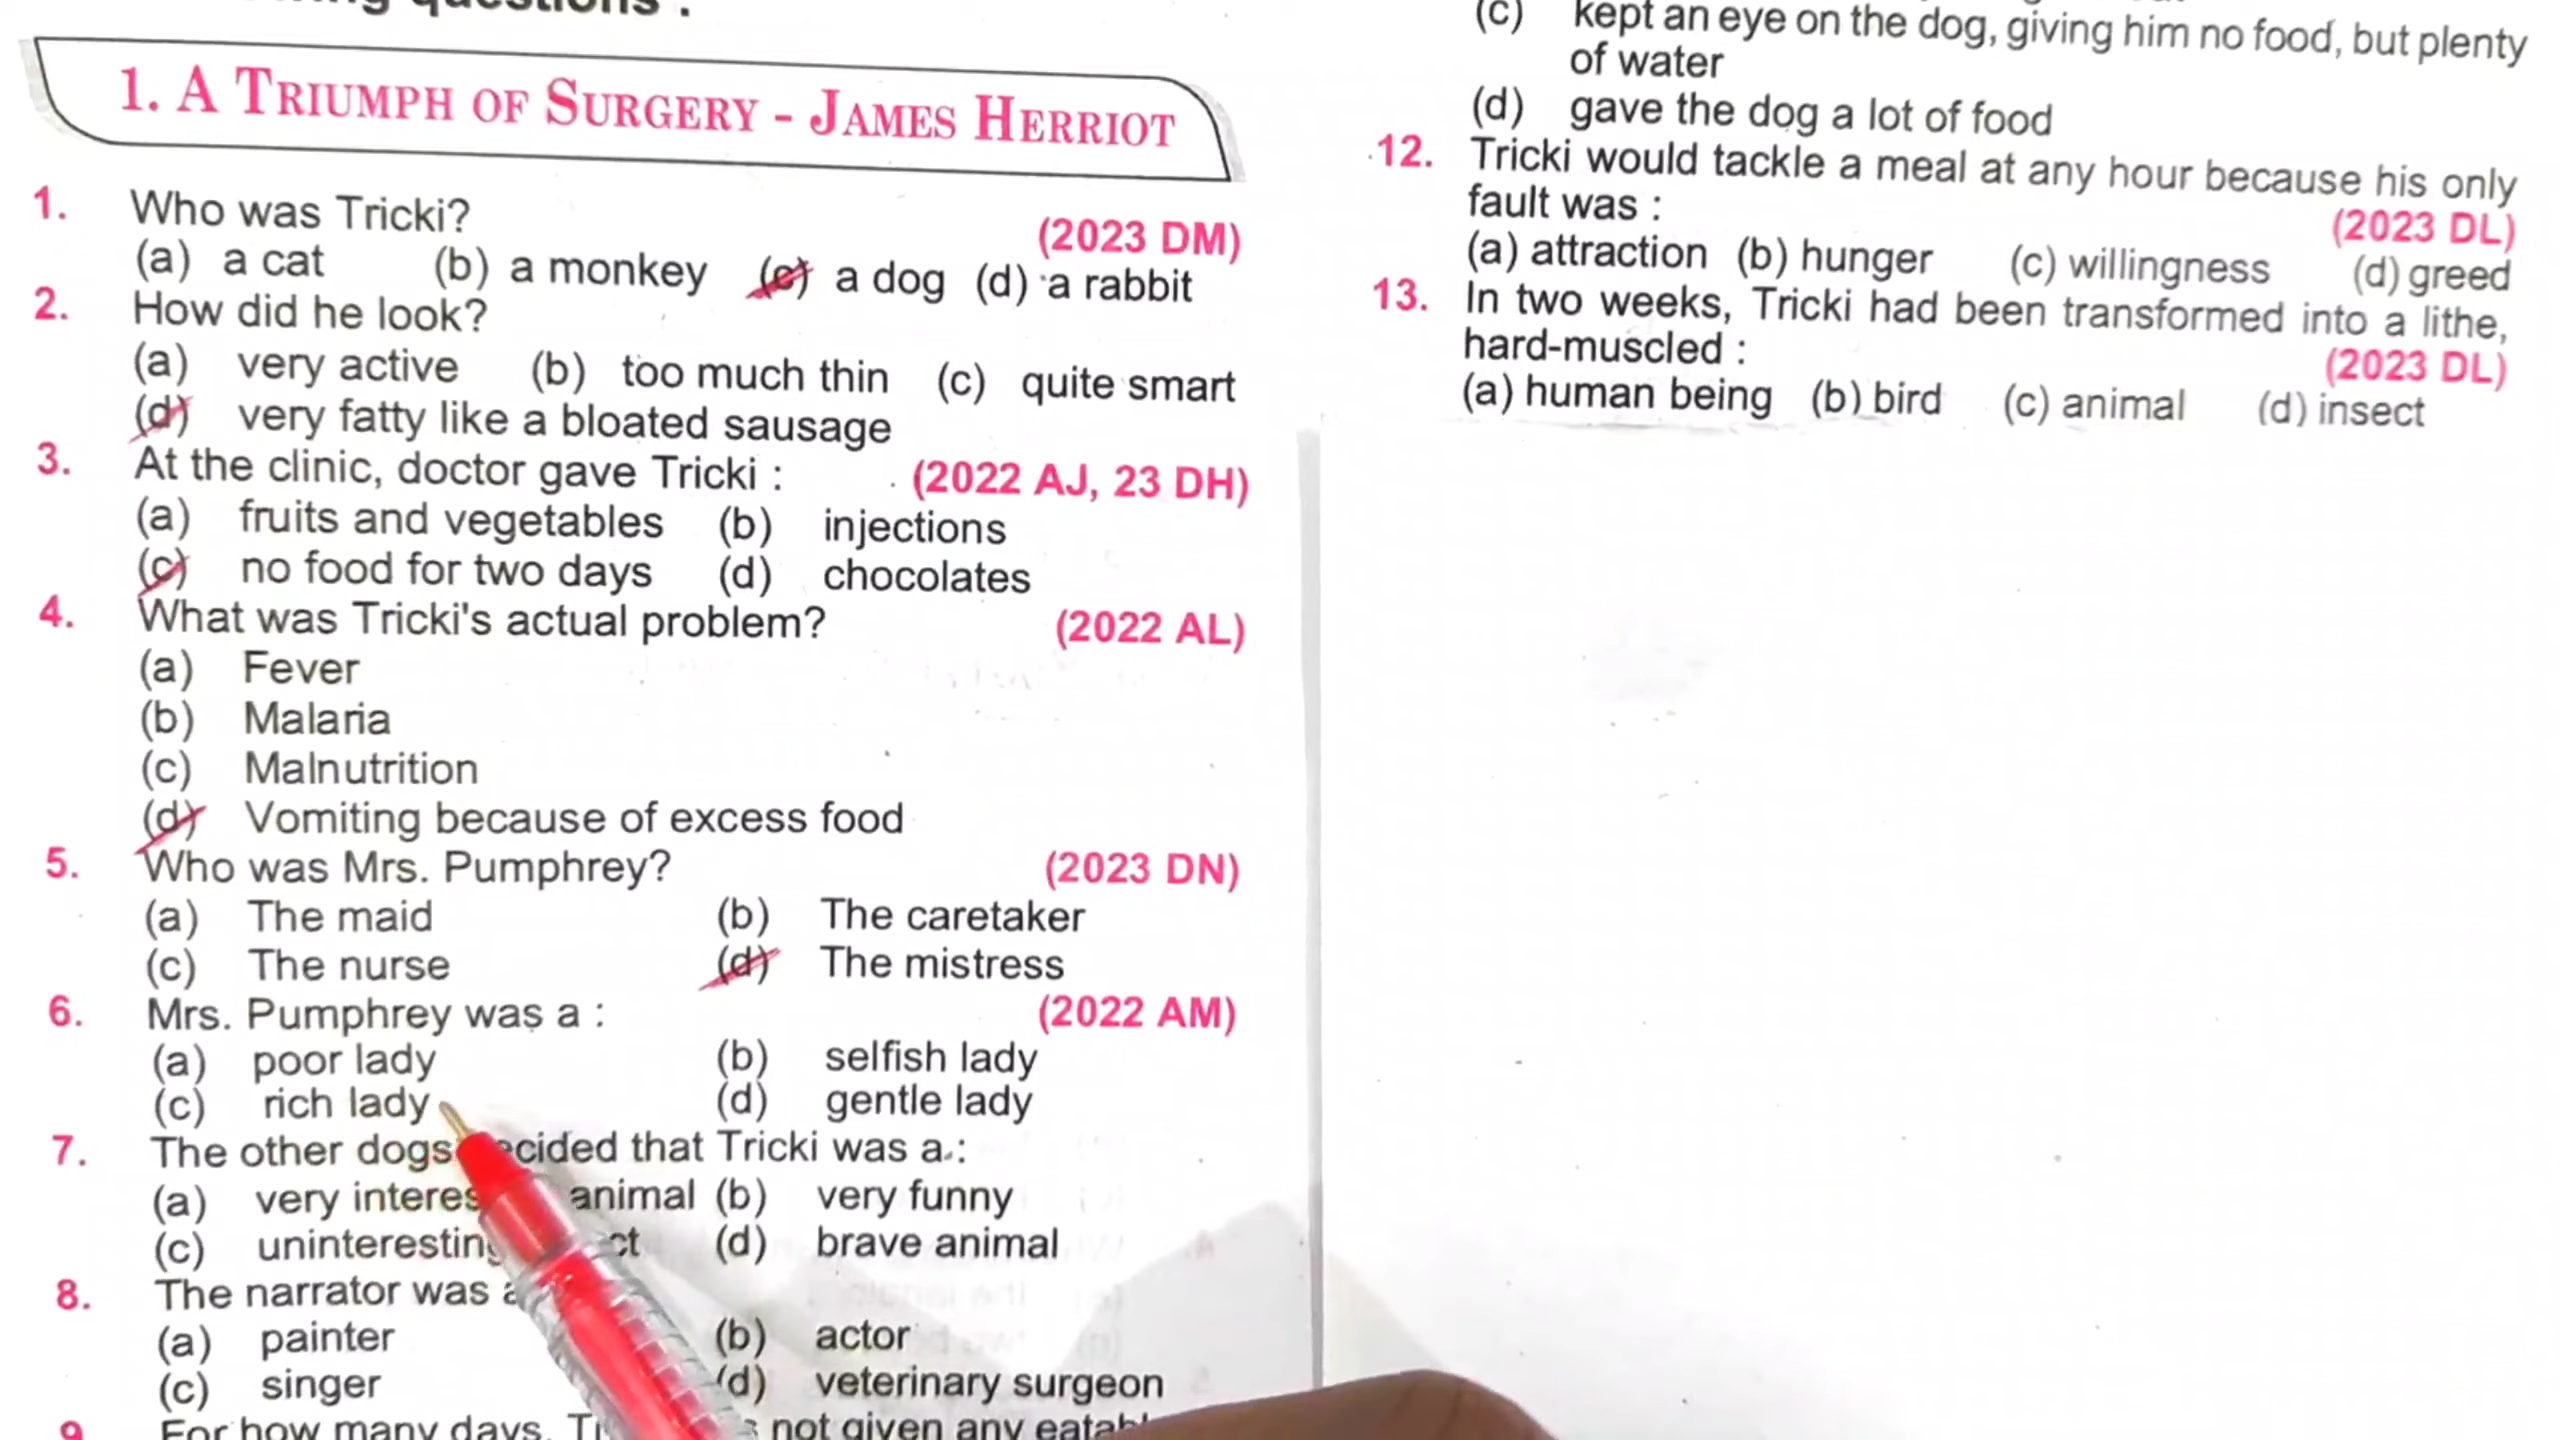 questions :
1. A TRIUMPH OF SURGERY - JAMES HERRIOT
1. Who was Tricki? (2023 DM)
(a) a cat (b) a monkey (c) a dog (d) a rabbit
2. How did he look?
(a) very active (b) too much thin (c) quite smart
(d) very fatty like a bloated sausage
3. At the clinic, doctor gave Tricki : (2022 AJ, 23 DH)
(a) fruits and vegetables (b) injections
(c) no food for two days (d) chocolates
4. What was Tricki's actual problem? (2022 AL)
(a) Fever
(b) Malaria
(c) Malnutrition
(d) Vomiting because of excess food
5. Who was Mrs. Pumphrey? (2023 DN)
(a) The maid (b) The caretaker
(c) The nurse (d) The mistress
6. Mrs. Pumphrey was a : (2022 AM)
(a) poor lady (b) selfish lady
(c) rich lady (d) gentle lady
7. The other dogs that Tricki was a :
(a) very animal (b) very funny
(c) (d) brave animal
8. The narrator was
(a) painter (b) actor
(c) singer (d) veterinary surgeon
9 For how many days, not given any
(c) kept an eye on the dog, giving him no food, but plenty
of water
(d) gave the dog a lot of food
12. Tricki would tackle a meal at any hour because his only
fault was : (2023 DL)
(a) attraction (b) hunger (c) willingness (d) greed
13. In two weeks, Tricki had been transformed into a lithe,
hard-muscled : (2023 DL)
(a) human being (b) bird (c) animal (d) insect